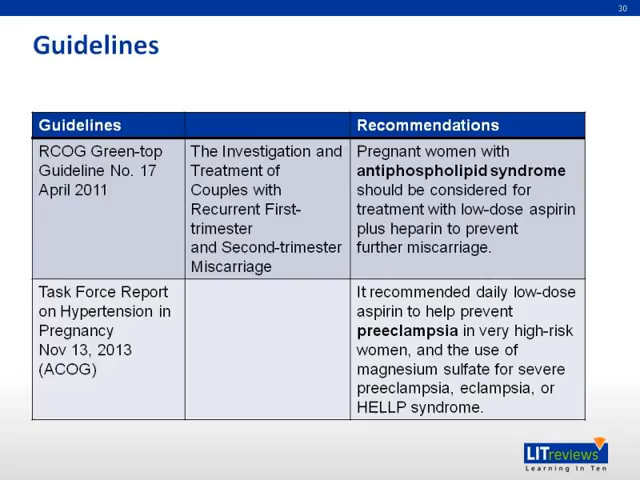 30
Guidelines
Guidelines
Recommendations
RCOG Green-top
Guideline No. 17
April 2011
The Investigation and
Treatment of
Couples with
Recurrent First-
trimester
and Second-trimester
Miscarriage
Pregnant women with
antiphospholipid syndrome
should be considered for
treatment with low-dose aspirin
plus heparin to prevent
further miscarriage.
Task Force Report
on Hypertension in
Pregnancy
Nov 13, 2013
(ACOG)
It recommended daily low-dose
aspirin to help prevent
preeclampsia in very high-risk
women, and the use of
magnesium sulfate for severe
preeclampsia, eclampsia, or
HELLP syndrome.
LITreviews
Learning In Ten